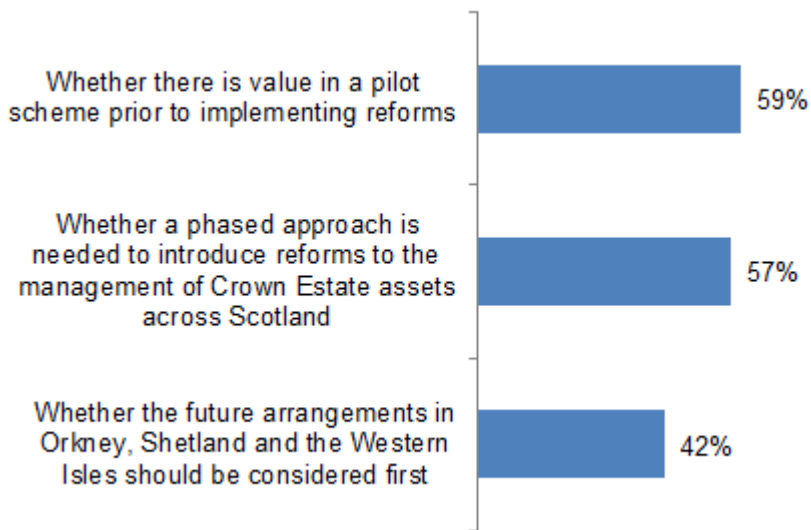 Whether there is value in a pilot
scheme prior to implementing reforms
59%
Whether a phased approach is
needed to introduce reforms to the
management of Crown Estate assets
across Scotland
57%
Whether the future arrangements in
Orkney, Shetland and the Western
Isles should be considered first
42%